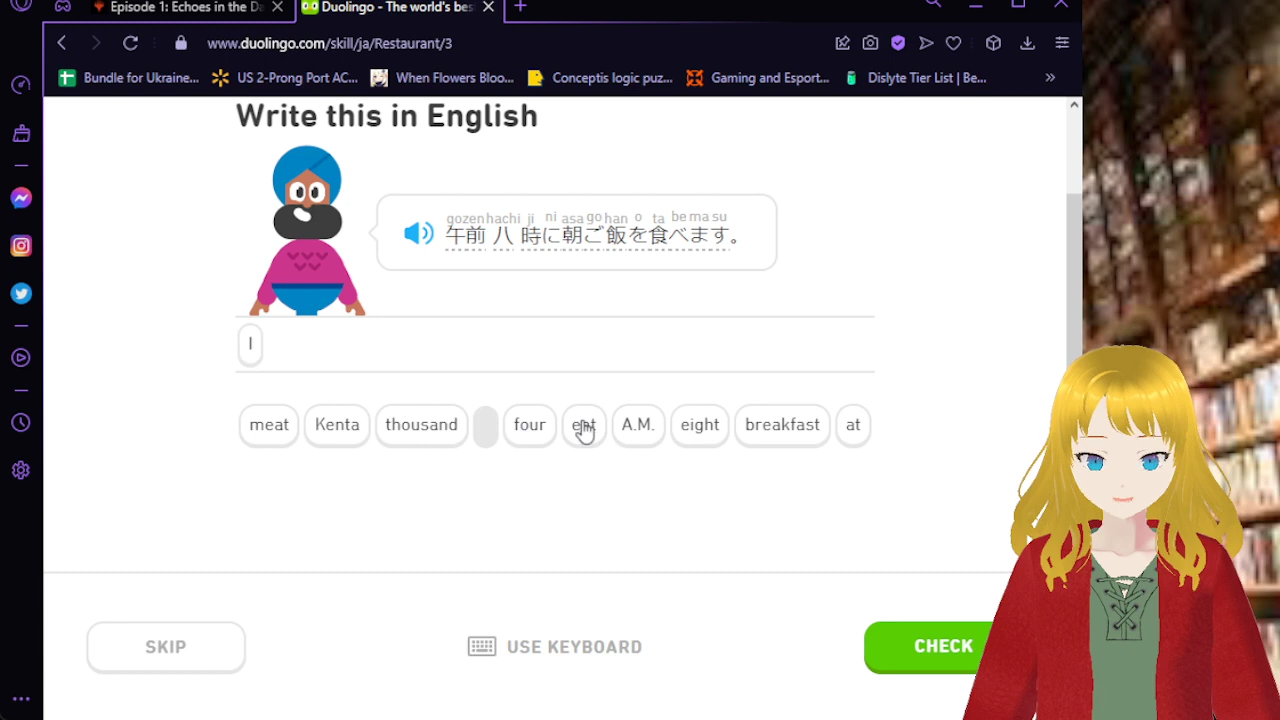 Episode 1: Echoes in the Da
Duolingo - The world's bes
www.duolingo.com/skill/ja/Restaurant/3
Bundle for Ukraine...
US 2-Prong Port AC...
When Flowers Bloo...
Conceptis logic puz...
Gaming and Esport...
Dislyte Tier List | Be...
Write this in English
gozen hachi ji ni asa go han o ta be ma su
午前 八 時に朝ご飯を食べます。
I
meat Kenta thousand four eat A.M. eight breakfast at
SKIP
USE KEYBOARD
CHECK